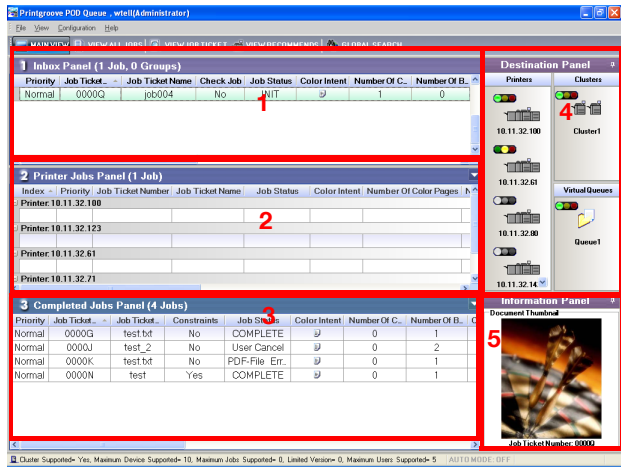 Printgroove POD Queue , wtell(Administrator)
File View Configuration Help
MAIN VIEW VIEW ALL JOBS VIEW JOB TICKET VIEW RECOMMENDS GLOBAL SEARCH
1 Inbox Panel (1 Job, 0 Groups)
Priority Job Ticket... Job Ticket Name Check Job Job Status Color Intent Number Of C... Number Of B...
Normal 0000Q job004 No INIT 1 0
1
2 Printer Jobs Panel (1 Job)
Index Priority Job Ticket Number Job Ticket Name Job Status Color Intent Number Of Color Pages N
Printer: 10.11.32.100
Printer: 10.11.32.123
2
Printer: 10.11.32.61
Printer: 10.11.32.71
3 Completed Jobs Panel (4 Jobs)
3
Priority Job Ticket... Job Ticket... Constraints Job Status Color Intent Number Of C... Number Of B... C
Normal 0000G test.txt No COMPLETE 0 1
Normal 0000J test_2 No User Cancel 0 2
Normal 0000K test.txt No PDF-File Err... 0 1
Normal 0000N test Yes COMPLETE 0 1
Destination Panel
Printers
10.11.32.100
10.11.32.61
10.11.32.80
10.11.32.14
Clusters
4
Cluster1
Virtual Queues
Queue1
Information Panel
Document Thumbnail
5
Job Ticket Number: 0000Q
Cluster Supported= Yes, Maximum Device Supported= 10, Maximum Jobs Supported= 0, Limited Version= 0, Maximum Users Supported= 5 AUTO MODE: OFF